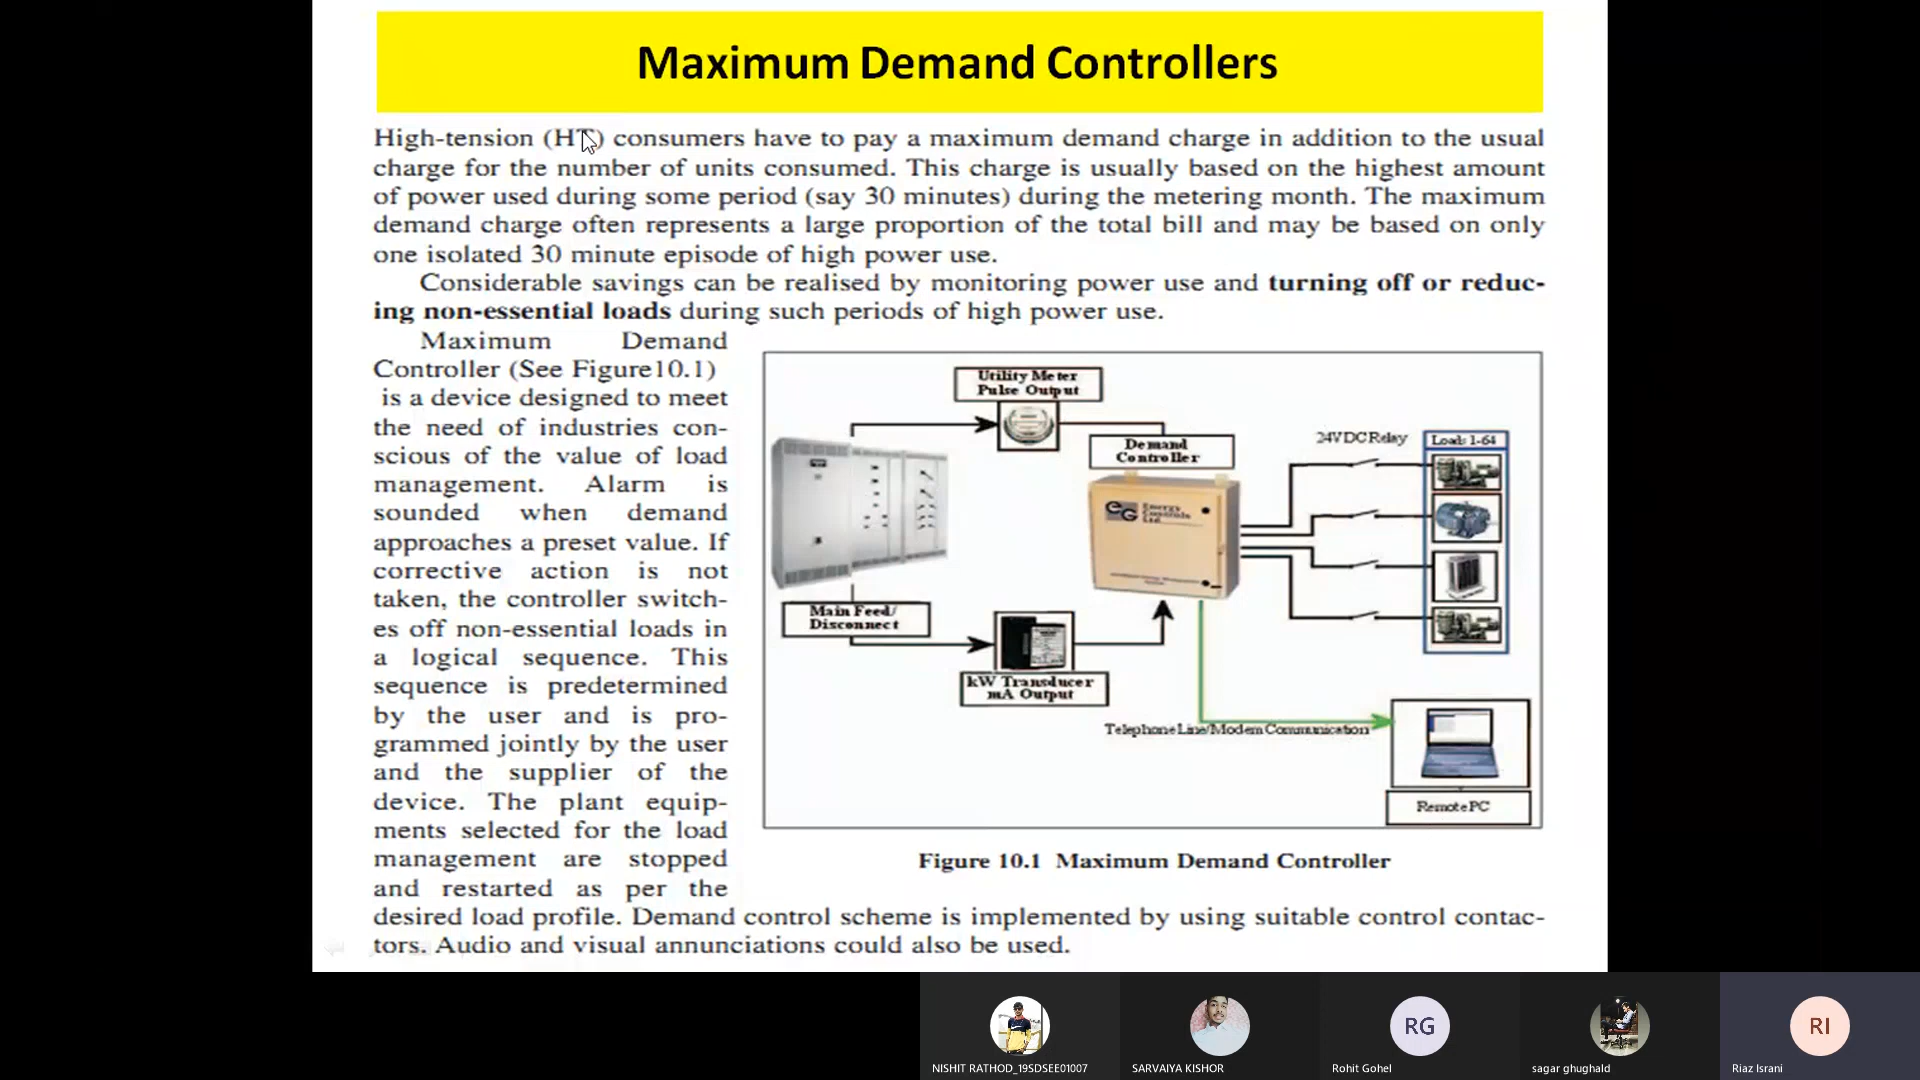 Maximum Demand Controllers
High-tension (HT) consumers have to pay a maximum demand charge in addition to the usual
charge for the number of units consumed. This charge is usually based on the highest amount
of power used during some period (say 30 minutes) during the metering month. The maximum
demand charge often represents a large proportion of the total bill and may be based on only
one isolated 30 minute episode of high power use.
Considerable savings can be realised by monitoring power use and turning off or reduc-
ing non-essential loads during such periods of high power use.
Maximum Demand
Controller (See Figure10.1)
is a device designed to meet
the need of industries con-
scious of the value of load
management. Alarm is
sounded when demand
approaches a preset value. If
corrective action is not
taken, the controller switch-
es off non-essential loads in
a logical sequence. This
sequence is predetermined
by the user and is pro-
grammed jointly by the user
and the supplier of the
device. The plant equip-
ments selected for the load
management are stopped
and restarted as per the
desired load profile. Demand control scheme is implemented by using suitable control contac-
tors. Audio and visual annunciations could also be used.
Utility Meter
Pulse Output
Demand
Controller
24VDC Relay
Loads 1-64
Energy
Controls
Ltd.
Main Feed/
Disconnect
kW Transducer
mA Output
Telephone Line/Modem Communication
Remote PC
Figure 10.1 Maximum Demand Controller
NISHIT RATHOD_19SDSEE01007
SARVAIYA KISHOR
RG
Rohit Gohel
sagar ghughald
RI
Riaz Israni